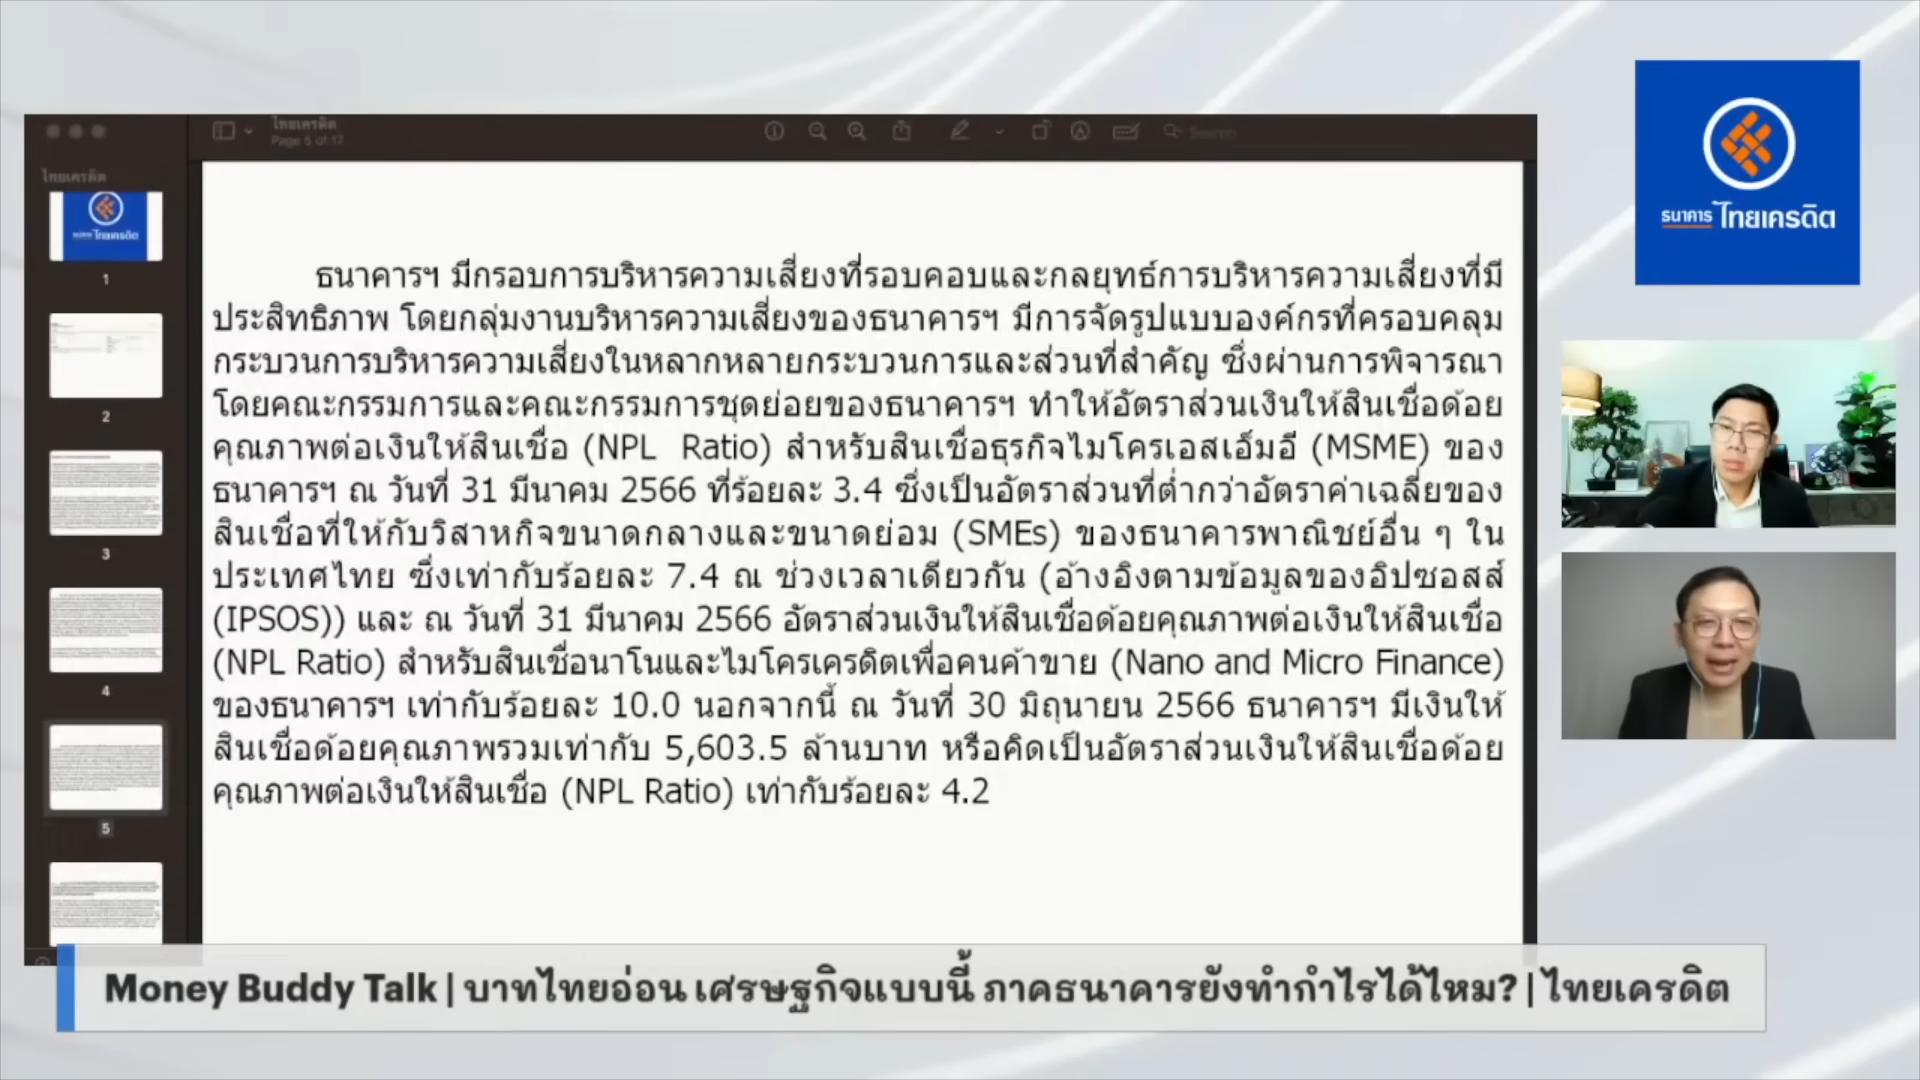 ไทยเครดิต
Page 5 of 17
Search
ไทยเครดิต
ไทยเครดิต
1
2
3
4
5
ธนาคารฯ มีกรอบการบริหารความเสี่ยงที่รอบคอบและกลยุทธ์การบริหารความเสี่ยงที่มี
ประสิทธิภาพ โดยกลุ่มงานบริหารความเสี่ยงของธนาคารฯ มีการจัดรูปแบบองค์กรที่ครอบคลุม
กระบวนการบริหารความเสี่ยงในหลากหลายกระบวนการและส่วนที่สำคัญ ซึ่งผ่านการพิจารณา
โดยคณะกรรมการและคณะกรรมการชุดย่อยของธนาคารฯ ทำให้อัตราส่วนเงินให้สินเชื่อด้อย
คุณภาพต่อเงินให้สินเชื่อ (NPL Ratio) สำหรับสินเชื่อธุรกิจไมโครเอสเอ็มอี (MSME) ของ
ธนาคารฯ ณ วันที่ 31 มีนาคม 2566 ที่ร้อยละ 3.4 ซึ่งเป็นอัตราส่วนที่ต่ำกว่าอัตราค่าเฉลี่ยของ
สินเชื่อที่ให้กับวิสาหกิจขนาดกลางและขนาดย่อม (SMEs) ของธนาคารพาณิชย์อื่น ๆ ใน
ประเทศไทย ซึ่งเท่ากับร้อยละ 7.4 ณ ช่วงเวลาเดียวกัน (อ้างอิงตามข้อมูลของอิปซอสส์
(IPSOS)) และ ณ วันที่ 31 มีนาคม 2566 อัตราส่วนเงินให้สินเชื่อด้อยคุณภาพต่อเงินให้สินเชื่อ
(NPL Ratio) สำหรับสินเชื่อนาโนและไมโครเครดิตเพื่อคนค้าขาย (Nano and Micro Finance)
ของธนาคารฯ เท่ากับร้อยละ 10.0 นอกจากนี้ ณ วันที่ 30 มิถุนายน 2566 ธนาคารฯ มีเงินให้
สินเชื่อด้อยคุณภาพรวมเท่ากับ 5,603.5 ล้านบาท หรือคิดเป็นอัตราส่วนเงินให้สินเชื่อด้อย
คุณภาพต่อเงินให้สินเชื่อ (NPL Ratio) เท่ากับร้อยละ 4.2
ธนาคาร ไทยเครดิต
Money Buddy Talk | บาทไทยอ่อน เศรษฐกิจแบบนี้ ภาคธนาคารยังทำกำไรได้ไหม? | ไทยเครดิต